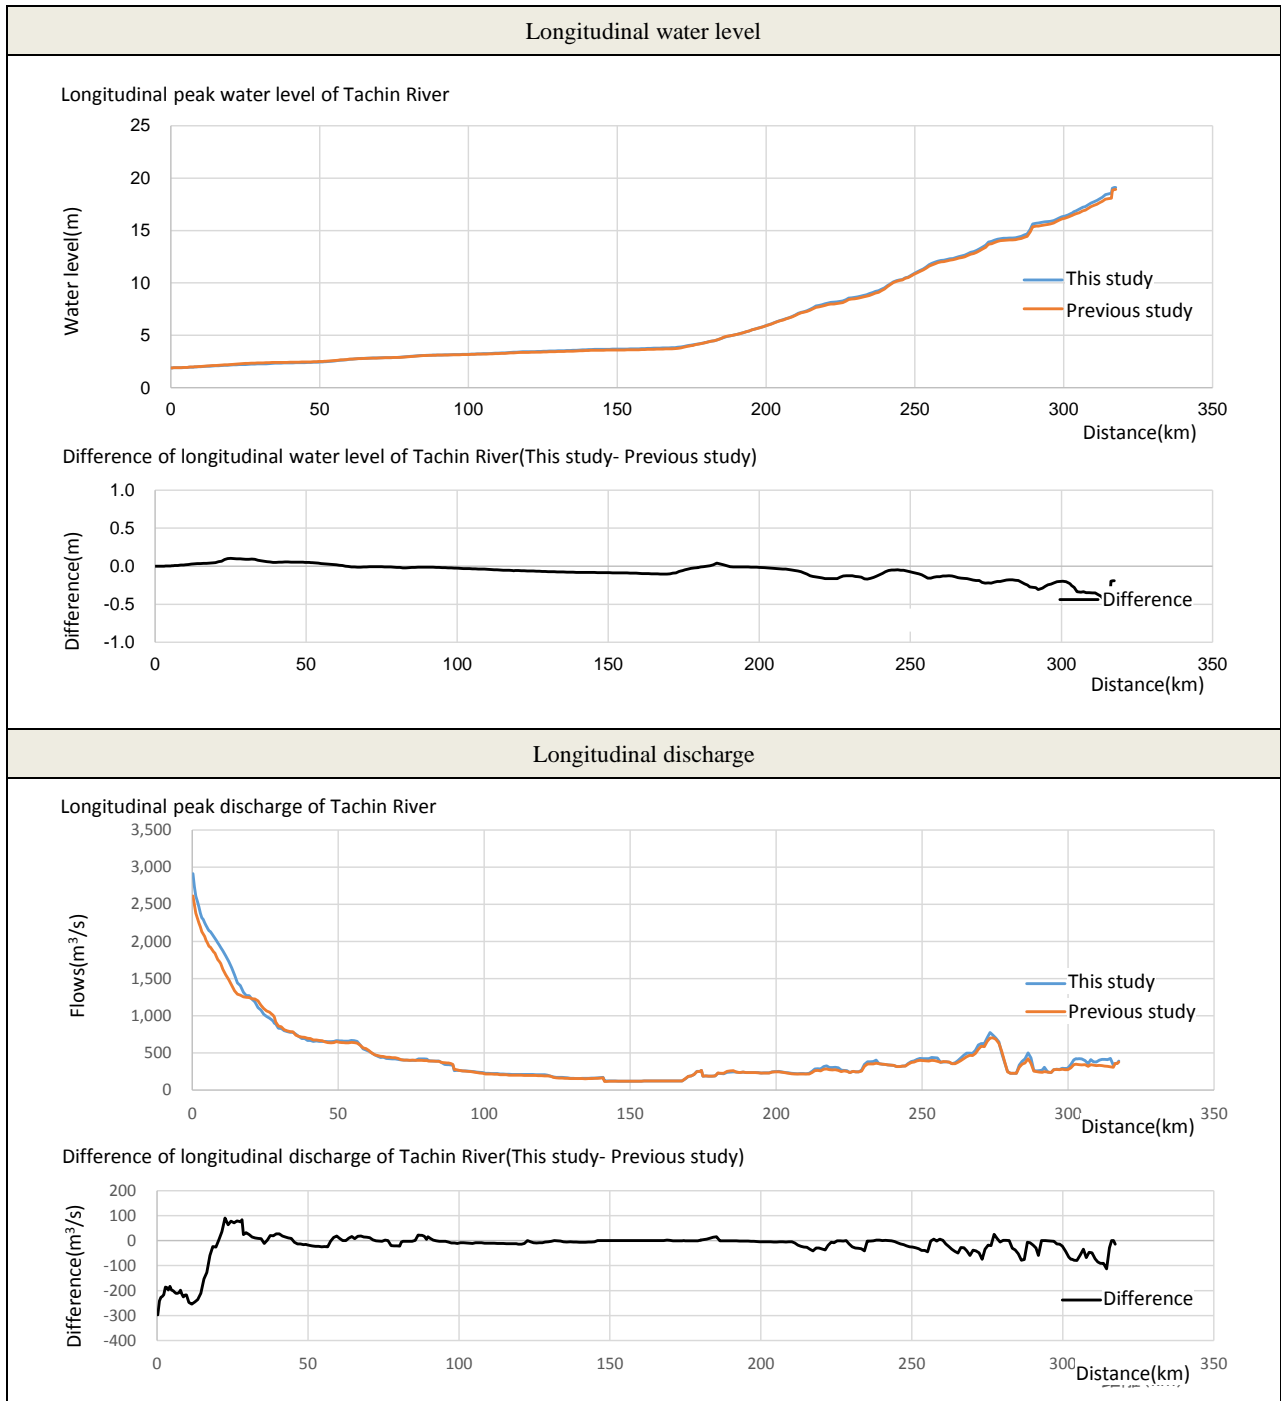 Longitudinal water level
Longitudinal peak water level of Tachin River
25
20
15
10
5
0
Water level(m)
This study
Previous study
0 50 100 150 200 250 300 350
Distance(km)
Difference of longitudinal water level of Tachin River(This study- Previous study)
1.0
0.5
0.0
-0.5
-1.0
Difference(m)
Difference
0 50 100 150 200 250 300 350
Distance(km)
Longitudinal discharge
Longitudinal peak discharge of Tachin River
3,500
3,000
2,500
2,000
1,500
1,000
500
0
Flows(m³/s)
This study
Previous study
0 50 100 150 200 250 300 350
Distance(km)
Difference of longitudinal discharge of Tachin River(This study- Previous study)
200
100
0
-100
-200
-300
-400
Difference(m³/s)
Difference
0 50 100 150 200 250 300 350
Distance(km)